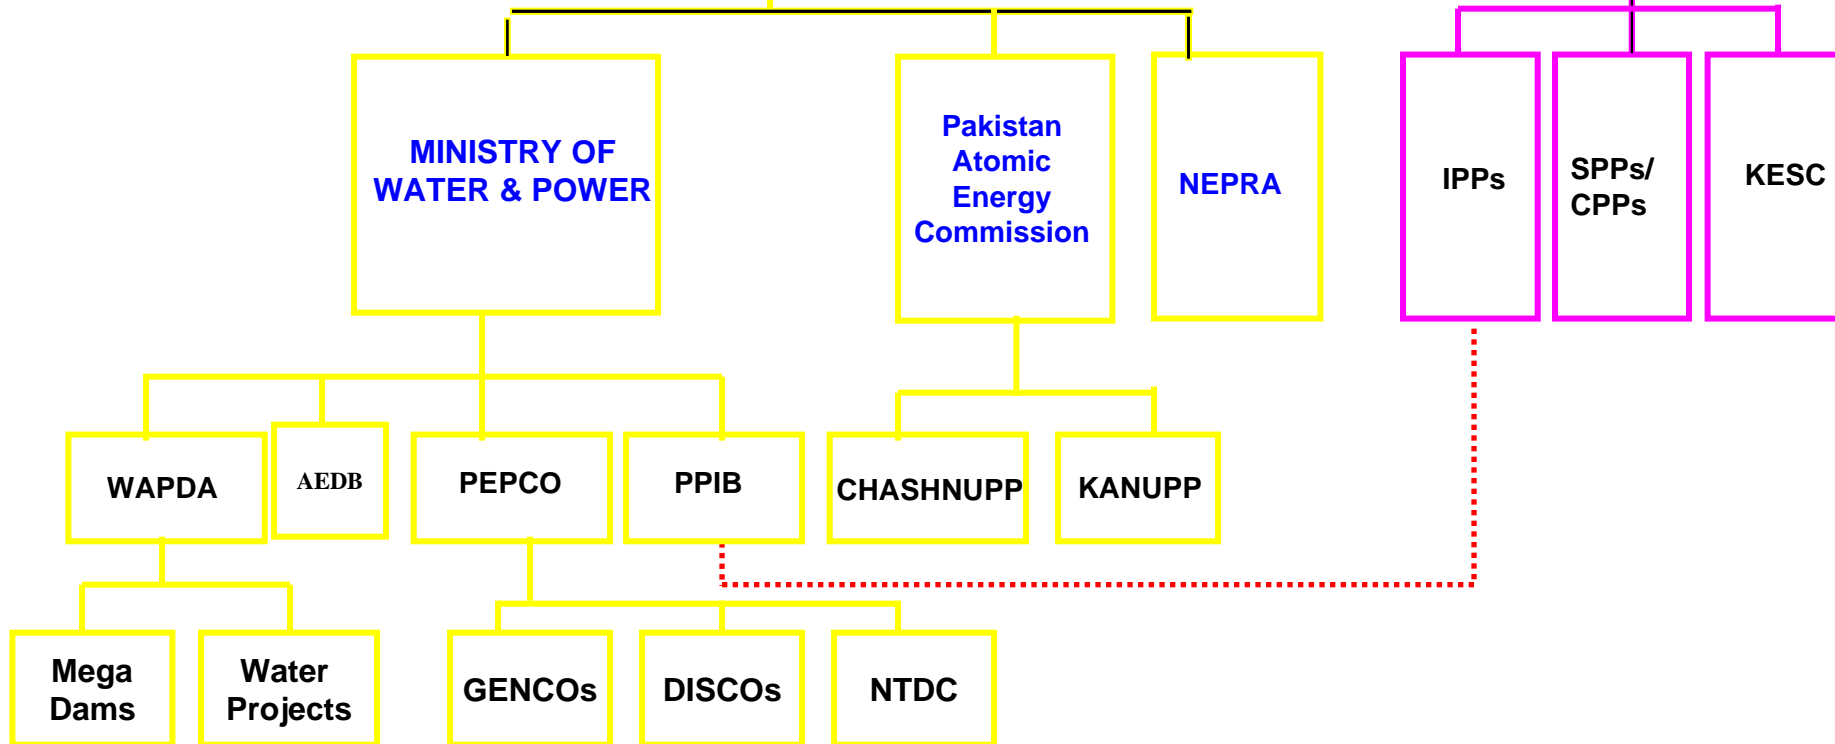 MINISTRY OF
WATER & POWER
Pakistan
Atomic
Energy
Commission
NEPRA
IPPs
SPPs/
CPPs
KESC
WAPDA
AEDB
PEPCO
PPIB
CHASHNUPP
KANUPP
Mega
Dams
Water
Projects
GENCOs
DISCOs
NTDC